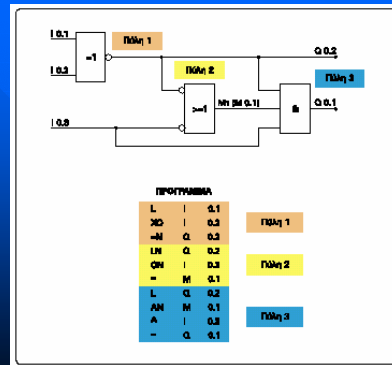 I 0.1
=1
Πύλη 1
Q 0.2
I 0.2
Πύλη 2
>=1
M1 (M 0.1)
&
Πύλη 3
Q 0.1
I 0.3
ΠΡΟΓΡΑΜΜΑ
L I 0.1
XO I 0.2
=N Q 0.2
Πύλη 1
LN Q 0.2
ON I 0.3
= M 0.1
Πύλη 2
L Q 0.2
AN M 0.1
A I 0.3
= Q 0.1
Πύλη 3